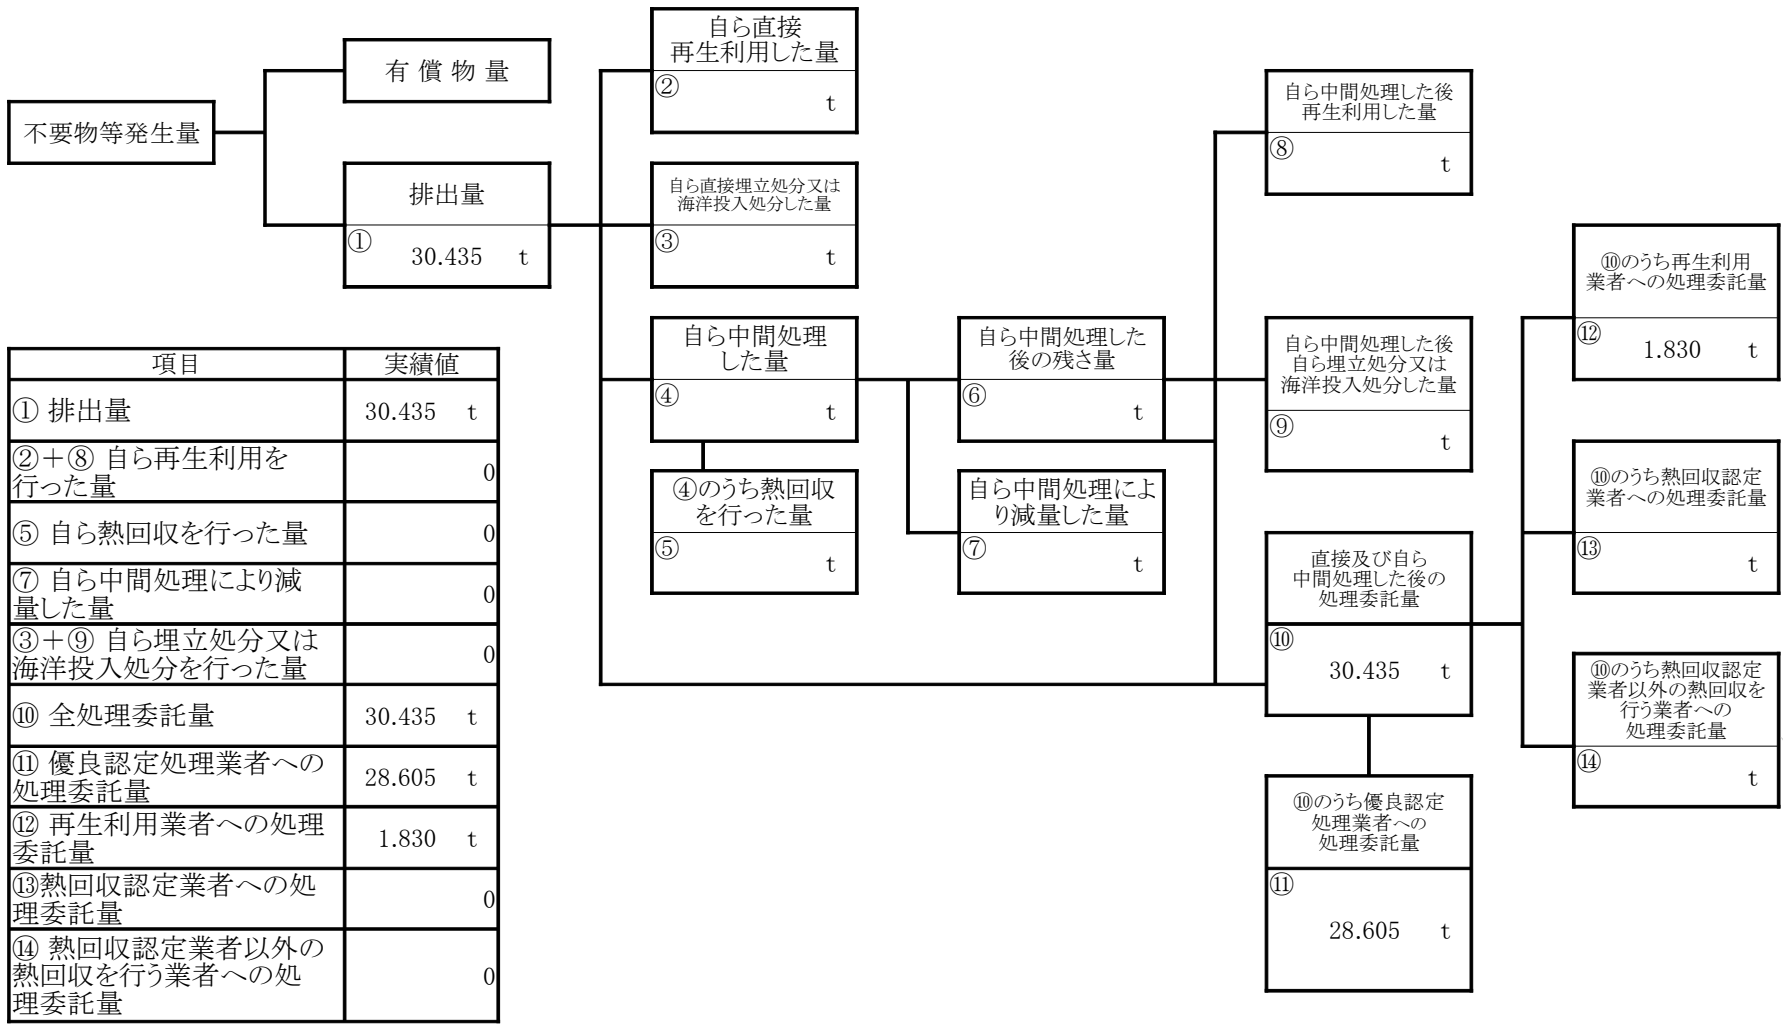 自ら直接
再生利用した量
②
t
有 償 物 量
不要物等発生量
自ら中間処理した後
再生利用した量
⑧
t
排出量
①
30.435 t
自ら直接埋立処分又は
海洋投入処分した量
③
t
⑩のうち再生利用
業者への処理委託量
⑫
1.830 t
自ら中間処理
した量
④
t
自ら中間処理した
後の残さ量
⑥
t
自ら中間処理した後
自ら埋立処分又は
海洋投入処分した量
⑨
t
④のうち熱回収
を行った量
⑤
t
自ら中間処理によ
り減量した量
⑦
t
⑩のうち熱回収認定
業者への処理委託量
⑬
t
直接及び自ら
中間処理した後の
処理委託量
⑩
30.435 t
⑩のうち熱回収認定
業者以外の熱回収を
行う業者への
処理委託量
⑭
t
⑩のうち優良認定
処理業者への
処理委託量
⑪
28.605 t
項目 実績値
① 排出量 30.435 t
②＋⑧ 自ら再生利用を
行った量 0
⑤ 自ら熱回収を行った量 0
⑦ 自ら中間処理により減
量した量 0
③＋⑨ 自ら埋立処分又は
海洋投入処分を行った量 0
⑩ 全処理委託量 30.435 t
⑪ 優良認定処理業者への
処理委託量 28.605 t
⑫ 再生利用業者への処理
委託量 1.830 t
⑬熱回収認定業者への処
理委託量 0
⑭ 熱回収認定業者以外の
熱回収を行う業者への処
理委託量 0